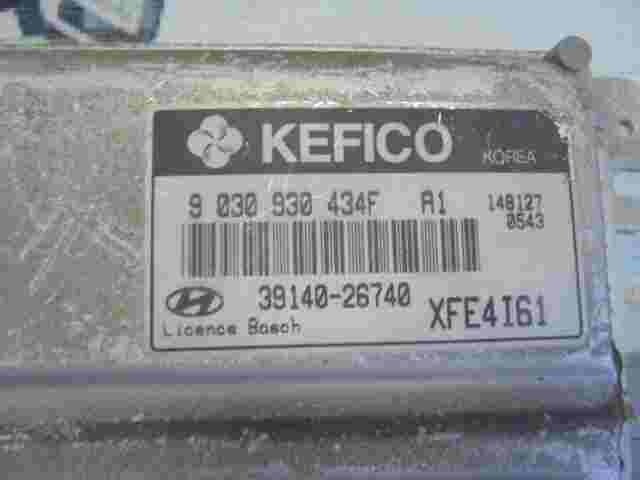 KEFICO KOREA
9 030 930 434F A1 148127
0543
39140-26740 XFE4I61
Licence Bosch